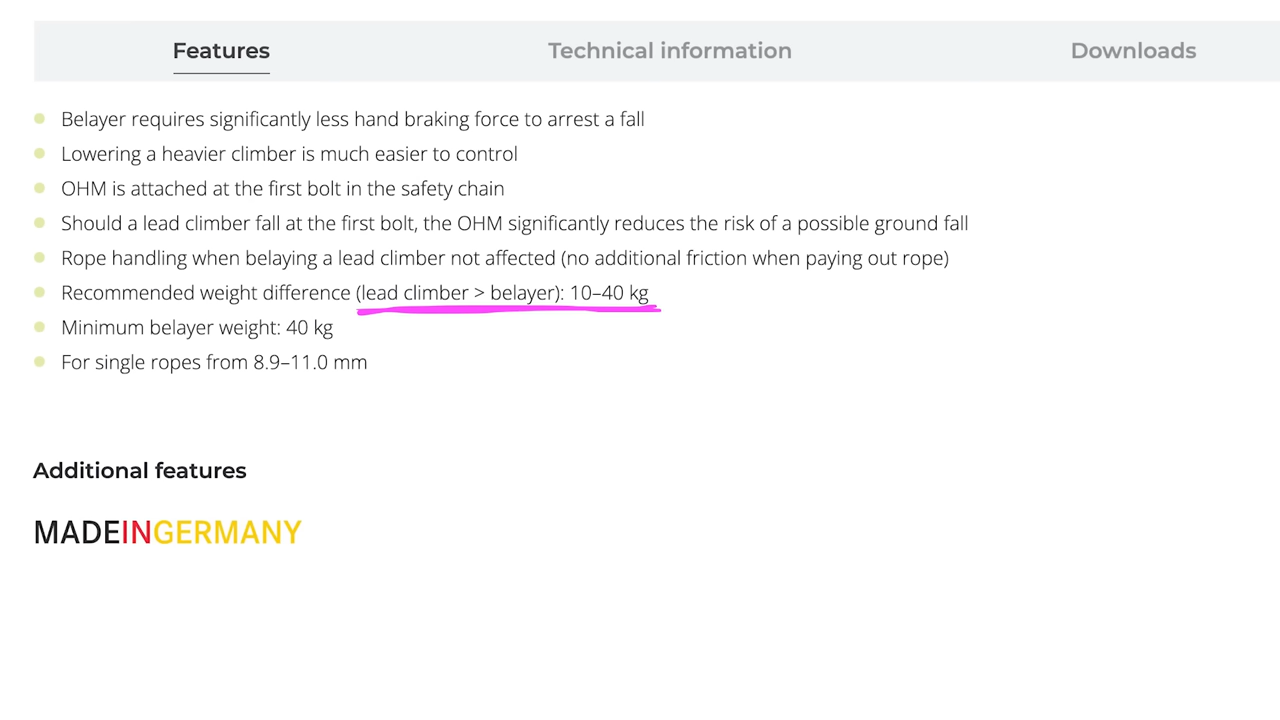 Features Technical information Downloads
Belayer requires significantly less hand braking force to arrest a fall
Lowering a heavier climber is much easier to control
OHM is attached at the first bolt in the safety chain
Should a lead climber fall at the first bolt, the OHM significantly reduces the risk of a possible ground fall
Rope handling when belaying a lead climber not affected (no additional friction when paying out rope)
Recommended weight difference (lead climber > belayer): 10–40 kg
Minimum belayer weight: 40 kg
For single ropes from 8.9–11.0 mm
Additional features
MADEINGERMANY